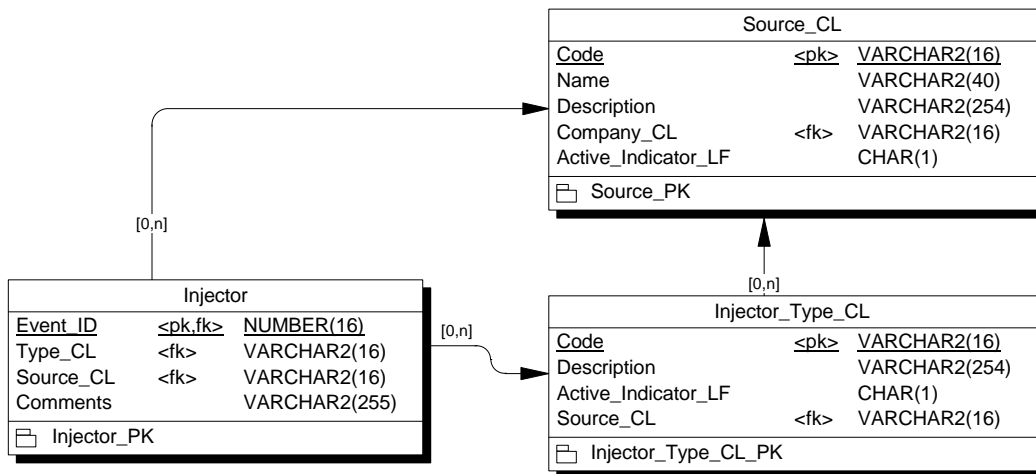 Source_CL
Code <pk> VARCHAR2(16)
Name VARCHAR2(40)
Description VARCHAR2(254)
Company_CL <fk> VARCHAR2(16)
Active_Indicator_LF CHAR(1)
Source_PK
[0,n]
[0,n]
Injector
Event_ID <pk,fk> NUMBER(16)
Type_CL <fk> VARCHAR2(16)
Source_CL <fk> VARCHAR2(16)
Comments VARCHAR2(255)
Injector_PK
[0,n]
Injector_Type_CL
Code <pk> VARCHAR2(16)
Description VARCHAR2(254)
Active_Indicator_LF CHAR(1)
Source_CL <fk> VARCHAR2(16)
Injector_Type_CL_PK